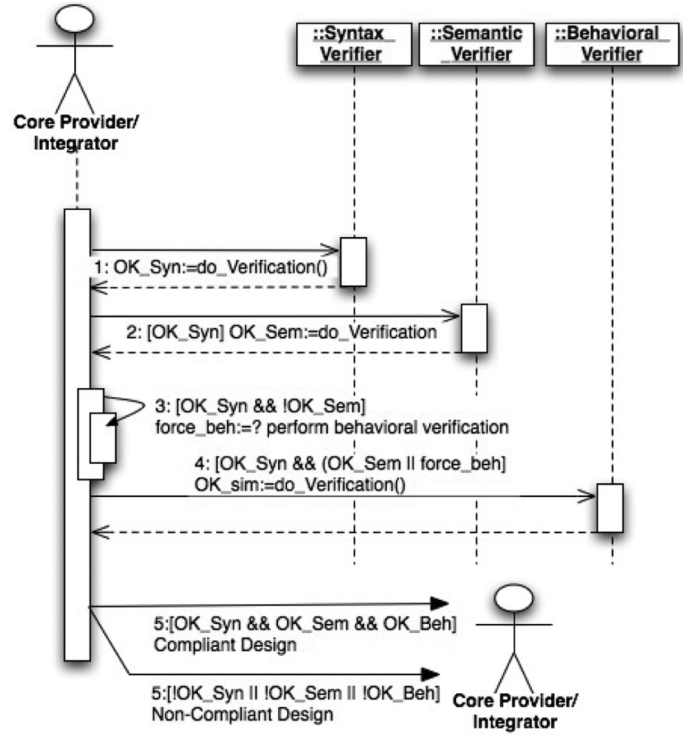 ::Syntax_
Verifier
::Semantic
_Verifier
::Behavioral_
Verifier
Core Provider/
Integrator
1: OK_Syn:=do_Verification()
2: [OK_Syn] OK_Sem:=do_Verification
3: [OK_Syn && !OK_Sem]
force_beh:=? perform behavioral verification
4: [OK_Syn && (OK_Sem || force_beh]
OK_sim:=do_Verification()
5:[OK_Syn && OK_Sem && OK_Beh]
Compliant Design
5:[!OK_Syn || !OK_Sem || !OK_Beh]
Non-Compliant Design
Core Provider/
Integrator